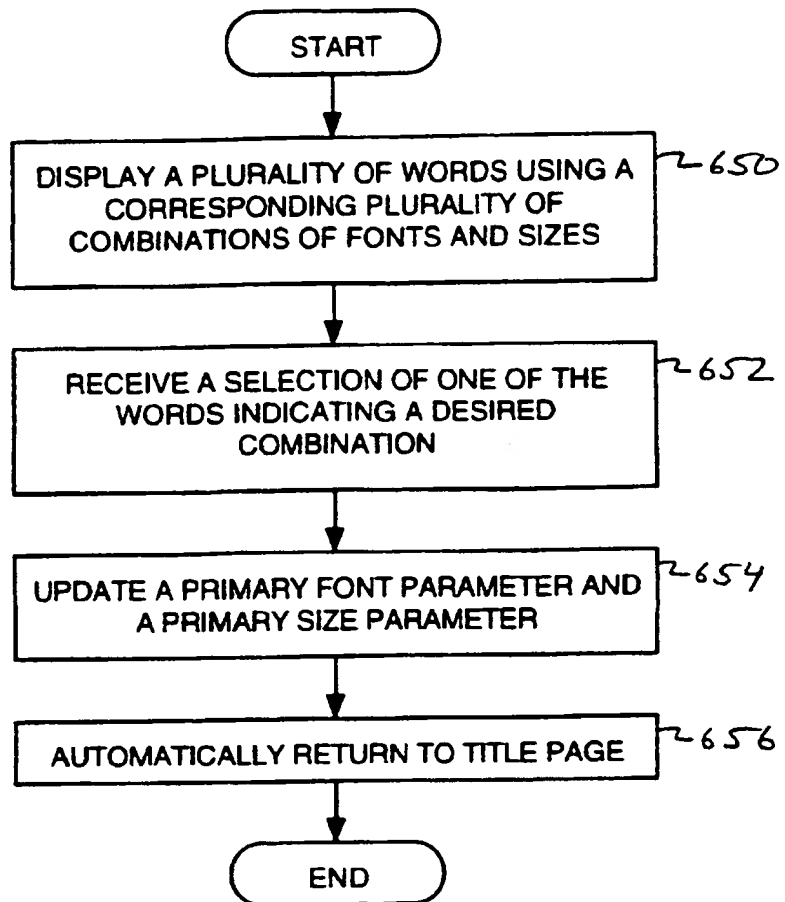 START
DISPLAY A PLURALITY OF WORDS USING A
CORRESPONDING PLURALITY OF
COMBINATIONS OF FONTS AND SIZES
650
RECEIVE A SELECTION OF ONE OF THE
WORDS INDICATING A DESIRED
COMBINATION
652
UPDATE A PRIMARY FONT PARAMETER AND
A PRIMARY SIZE PARAMETER
654
AUTOMATICALLY RETURN TO TITLE PAGE
656
END